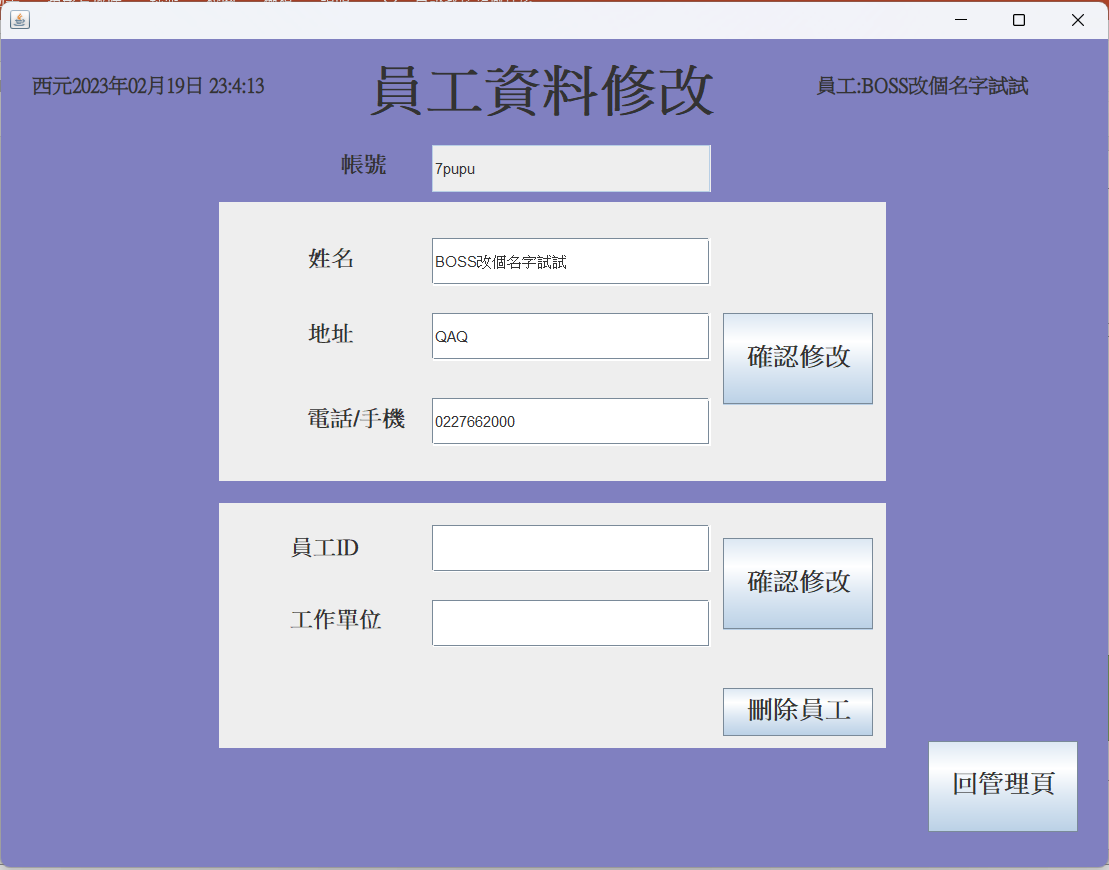 西元2023年02月19日 23:4:13
員工資料修改
員工:BOSS改個名字試試
帳號
7pupu
姓名
BOSS改個名字試試
地址
QAQ
確認修改
電話/手機
0227662000
員工ID
確認修改
工作單位
刪除員工
回管理頁